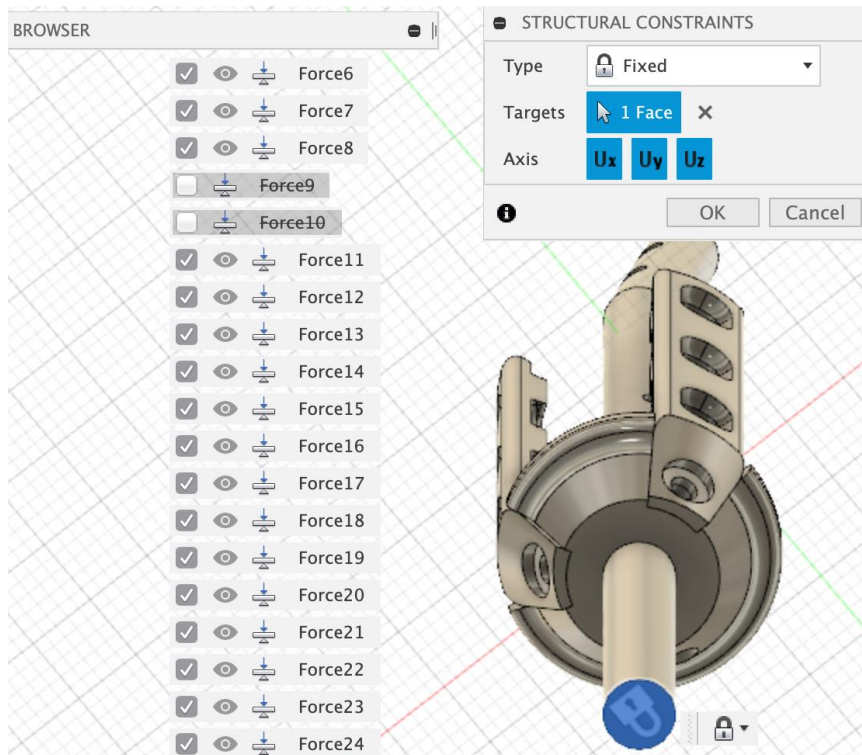 BROWSER
Force6
Force7
Force8
Force9
Force10
Force11
Force12
Force13
Force14
Force15
Force16
Force17
Force18
Force19
Force20
Force21
Force22
Force23
Force24
STRUCTURAL CONSTRAINTS
Type Fixed
Targets 1 Face
Axis Ux Uy Uz
OK Cancel